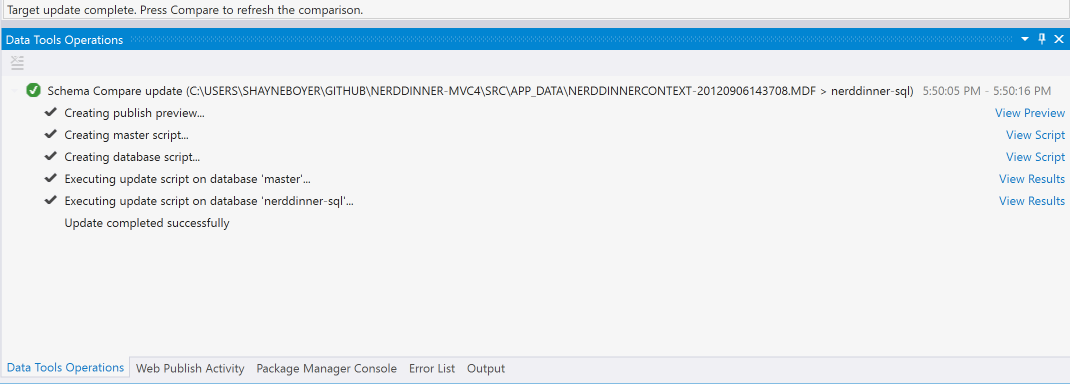 Target update complete. Press Compare to refresh the comparison.
Data Tools Operations
Schema Compare update (C:\USERS\SHAYNEBOYER\GITHUB\NERDDINNER-MVC4\SRC\APP_DATA\NERDDINNERCONTEXT-20120906143708.MDF > nerddinner-sql) 5:50:05 PM - 5:50:16 PM
Creating publish preview... View Preview
Creating master script... View Script
Creating database script... View Script
Executing update script on database 'master'... View Results
Executing update script on database 'nerddinner-sql'... View Results
Update completed successfully
Data Tools Operations Web Publish Activity Package Manager Console Error List Output